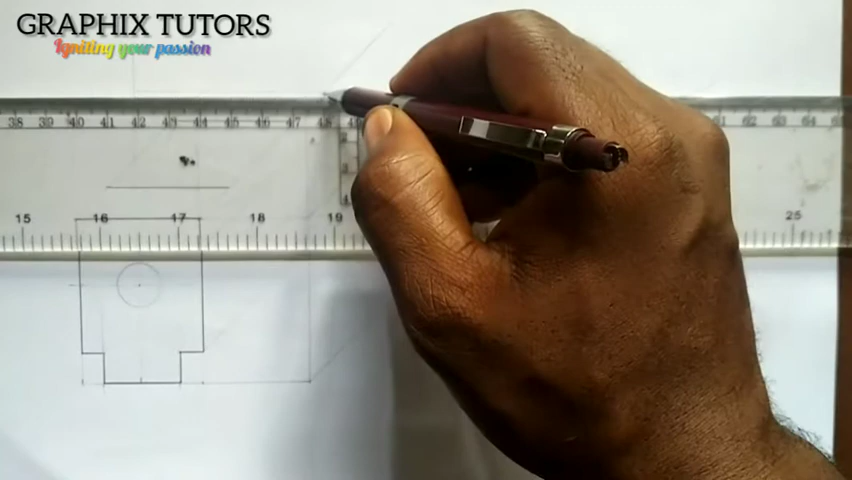 GRAPHIX TUTORS
Igniting your passion
38 39 40 41 42 43 44 45 46 47 48 61 62 63 64
15 16 17 18 19 25